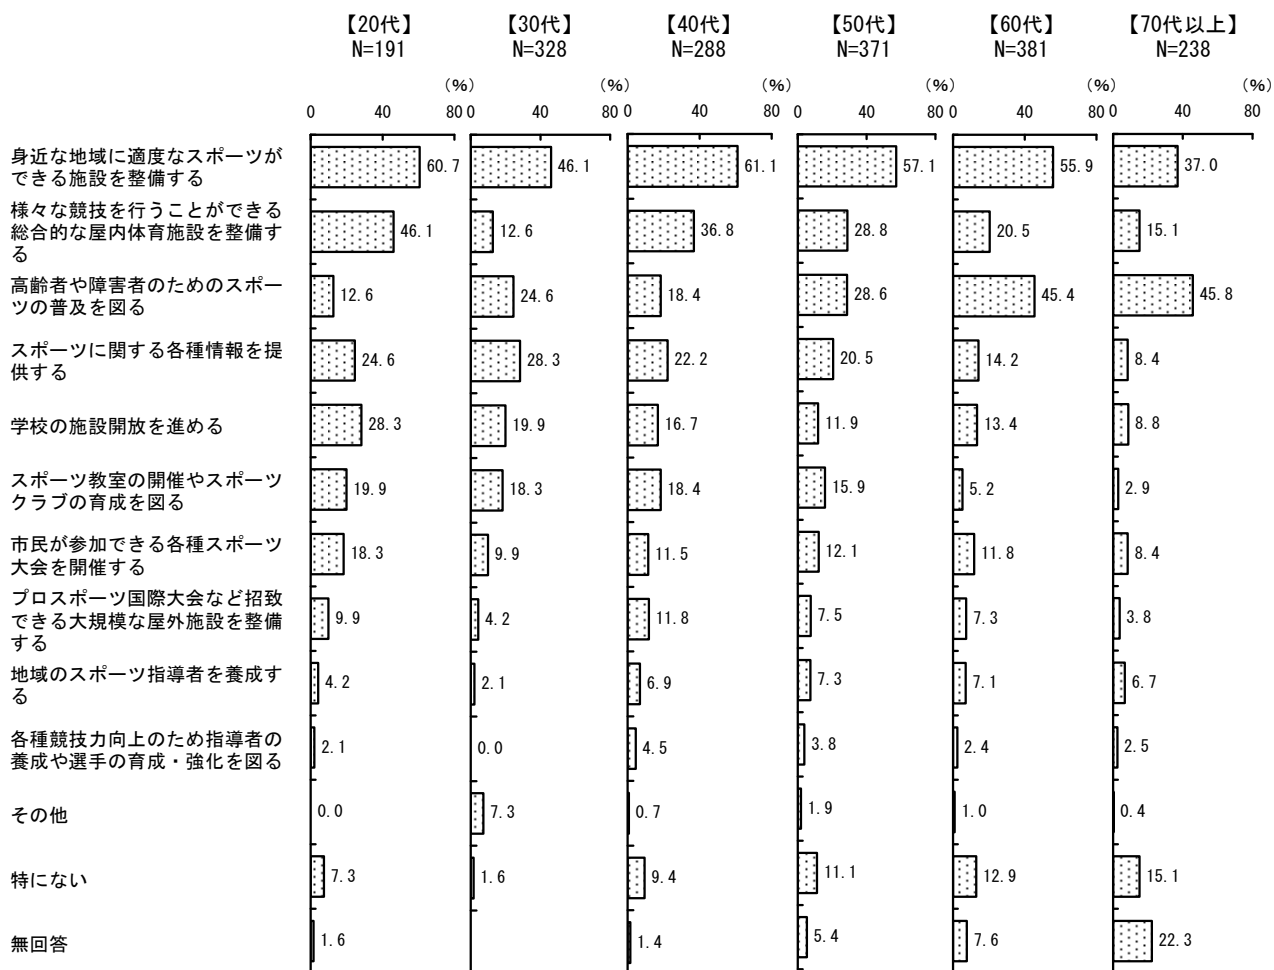 【20代】 【30代】 【40代】 【50代】 【60代】 【70代以上】
N=191 N=328 N=288 N=371 N=381 N=238
(%) (%) (%) (%) (%) (%)
0 40 80 0 40 80 0 40 80 0 40 80 0 40 80 0 40 80
身近な地域に適度なスポーツが
できる施設を整備する
60.7 46.1 61.1 57.1 55.9 37.0
様々な競技を行うことができる
総合的な屋内体育施設を整備す
る
46.1 12.6 36.8 28.8 20.5 15.1
高齢者や障害者のためのスポー
ツの普及を図る
12.6 24.6 18.4 28.6 45.4 45.8
スポーツに関する各種情報を提
供する
24.6 28.3 22.2 20.5 14.2 8.4
学校の施設開放を進める
28.3 19.9 16.7 11.9 13.4 8.8
スポーツ教室の開催やスポーツ
クラブの育成を図る
19.9 18.3 18.4 15.9 5.2 2.9
市民が参加できる各種スポーツ
大会を開催する
18.3 9.9 11.5 12.1 11.8 8.4
プロスポーツ国際大会など招致
できる大規模な屋外施設を整備
する
9.9 4.2 11.8 7.5 7.3 3.8
地域のスポーツ指導者を養成す
る
4.2 2.1 6.9 7.3 7.1 6.7
各種競技力向上のため指導者の
養成や選手の育成・強化を図る
2.1 0.0 4.5 3.8 2.4 2.5
その他
0.0 7.3 0.7 1.9 1.0 0.4
特にない
7.3 1.6 9.4 11.1 12.9 15.1
無回答
1.6 1.4 5.4 7.6 22.3